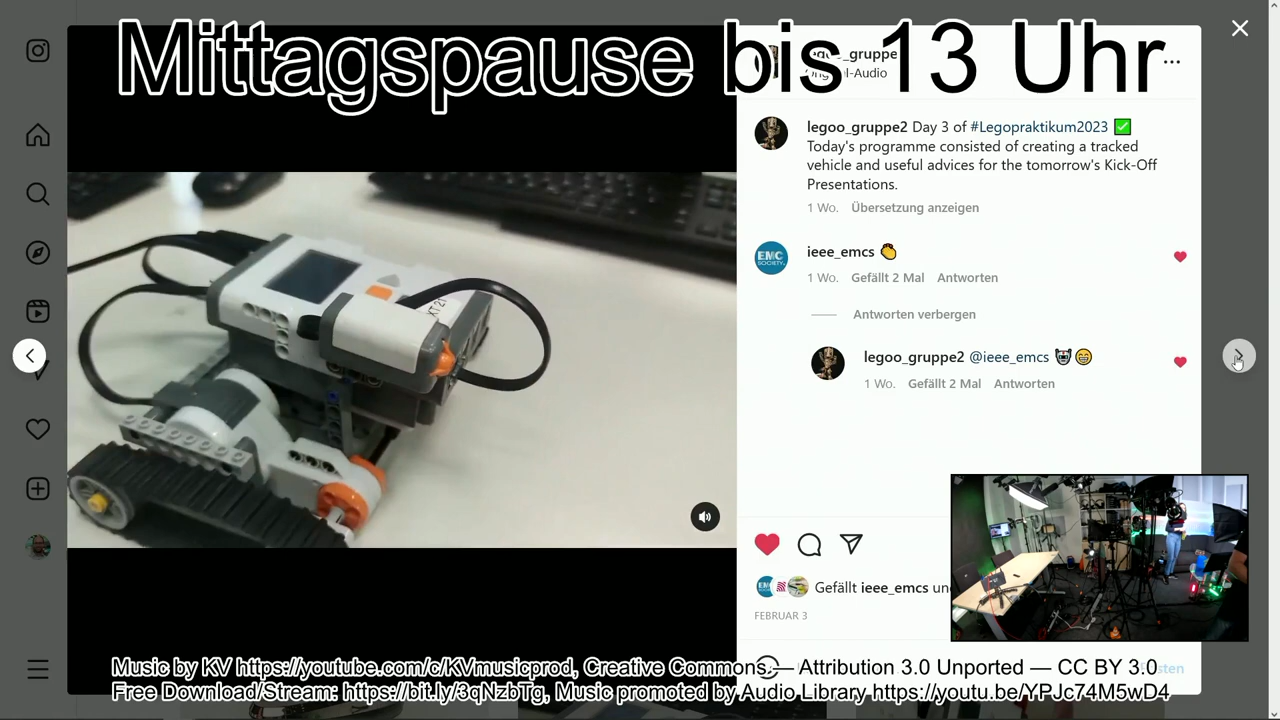 Mittagspause bis 13 Uhr
legoo_gruppe
l-Audio
legoo_gruppe2 Day 3 of #Legopraktikum2023 ✅
Today's programme consisted of creating a tracked
vehicle and useful advices for the tomorrow's Kick-Off
Presentations.
1 Wo. Übersetzung anzeigen
EMC
SOCIETY
ieee_emcs 👏
1 Wo. Gefällt 2 Mal Antworten
Antworten verbergen
legoo_gruppe2 @ieee_emcs 🤡😁
1 Wo. Gefällt 2 Mal Antworten
Gefällt ieee_emcs un
FEBRUAR 3
Music by KV https://youtube.com/c/KVmusicprod, Creative Commons — Attribution 3.0 Unported — CC BY 3.0
Free Download/Stream: https://bit.ly/3qNzbTg, Music promoted by Audio Library https://youtu.be/YPJc74M5wD4